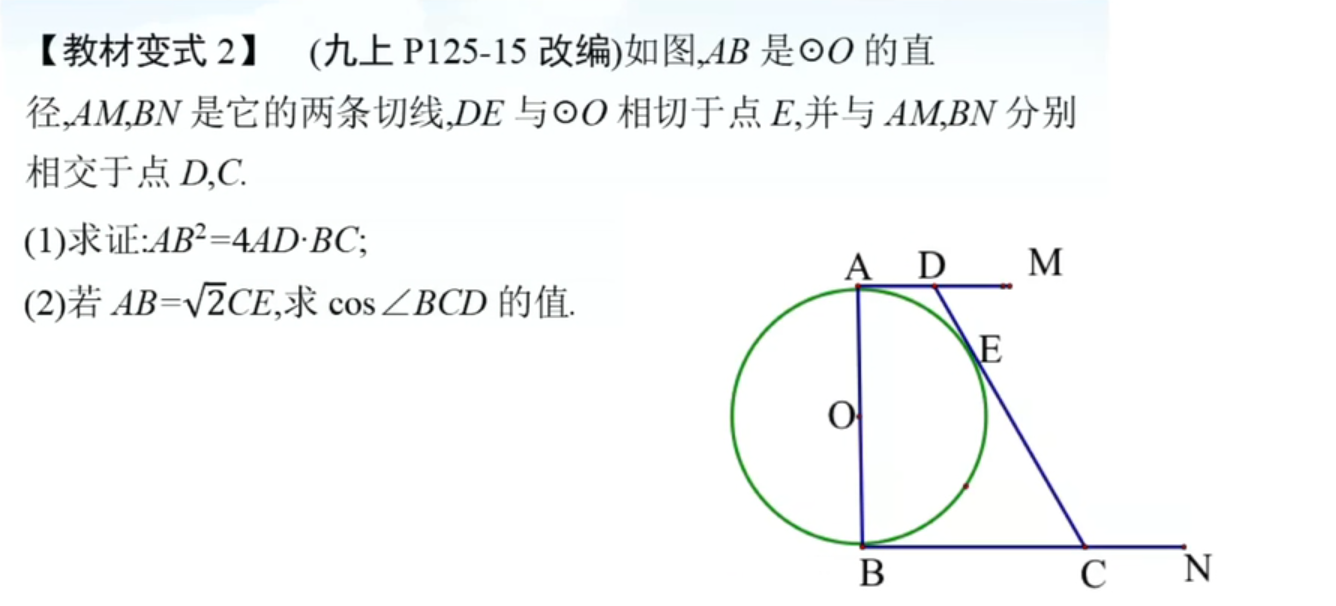 【教材变式 2】 (九上 P125-15 改编)如图,AB 是⊙O 的直
径,AM,BN 是它的两条切线,DE 与⊙O 相切于点 E,并与 AM,BN 分别
相交于点 D,C.
(1)求证:AB²=4AD·BC;
(2)若 AB=√2CE,求 cos∠BCD 的值.
A D M
E
O
B C N